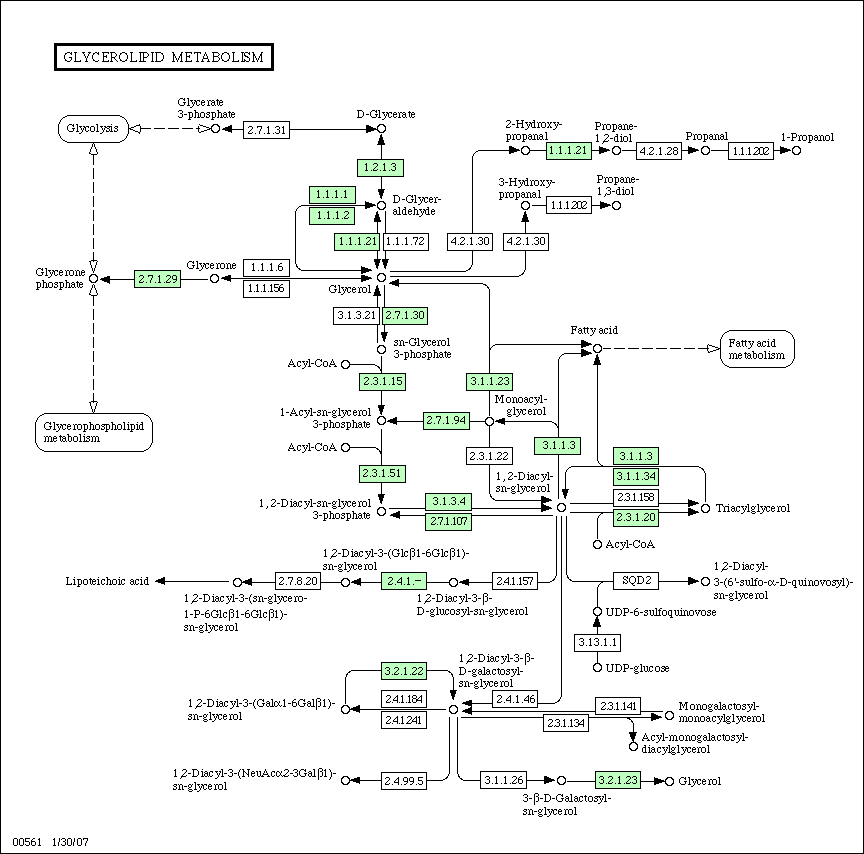 GLYCEROLIPID METABOLISM
Glycerate
3-phosphate
D-Glycerate
Glycolysis
2.7.1.31
2-Hydroxy-
propanal
Propane-
1,2-diol
Propanal
1-Propanol
1.1.1.21
4.2.1.28
1.1.1202
1.2.1.3
1.1.1.1
1.1.1.2
D-Glycer-
aldehyde
3-Hydroxy-
propanal
Propane-
1,3-diol
1.1.1202
1.1.1.21
1.1.1.72
4.2.1.30
4.2.1.30
Glycerone
phosphate
2.7.1.29
Glycerone
1.1.1.6
1.1.1.156
Glycerol
3.1.3.21
2.7.1.30
sn-Glycerol
3-phosphate
Fatty acid
Fatty acid
metabolism
Acyl-CoA
2.3.1.15
3.1.1.23
Monoacyl-
glycerol
1-Acyl-sn-glycerol
3-phosphate
2.7.1.94
Glycerophospholipid
metabolism
Acyl-CoA
2.3.1.22
3.1.1.3
3.1.1.3
2.3.1.51
1,2-Diacyl-
sn-glycerol
3.1.1.34
2.3.1.158
1,2-Diacyl-sn-glycerol
3-phosphate
3.1.3.4
2.7.1.107
2.3.1.20
Triacylglycerol
Acyl-CoA
1,2-Diacyl-3-(Glcβ1-6Glcβ1)-
sn-glycerol
Lipoteichoic acid
2.7.8.20
2.4.1.-
2.4.1.157
SQD2
1,2-Diacyl-
3-(6'-sulfo-α-D-quinovosyl)-
sn-glycerol
1,2-Diacyl-3-(sn-glycero-
1-P-6Glcβ1-6Glcβ1)-
sn-glycerol
1,2-Diacyl-3-β-
D-glucosyl-sn-glycerol
UDP-6-sulfoquinovose
3.13.1.1
UDP-glucose
3.2.1.22
1,2-Diacyl-3-β-
D-galactosyl-
sn-glycerol
1,2-Diacyl-3-(Galα1-6Galβ1)-
sn-glycerol
2.4.1.184
2.4.1.241
2.4.1.46
2.3.1.141
2.3.1.134
Monogalactosyl-
monoacylglycerol
Acyl-monogalactosyl-
diacylglycerol
1,2-Diacyl-3-(NeuAcα2-3Galβ1)-
sn-glycerol
2.4.99.5
3.1.1.26
3.2.1.23
Glycerol
3-β-D-Galactosyl-
sn-glycerol
00561 1/30/07